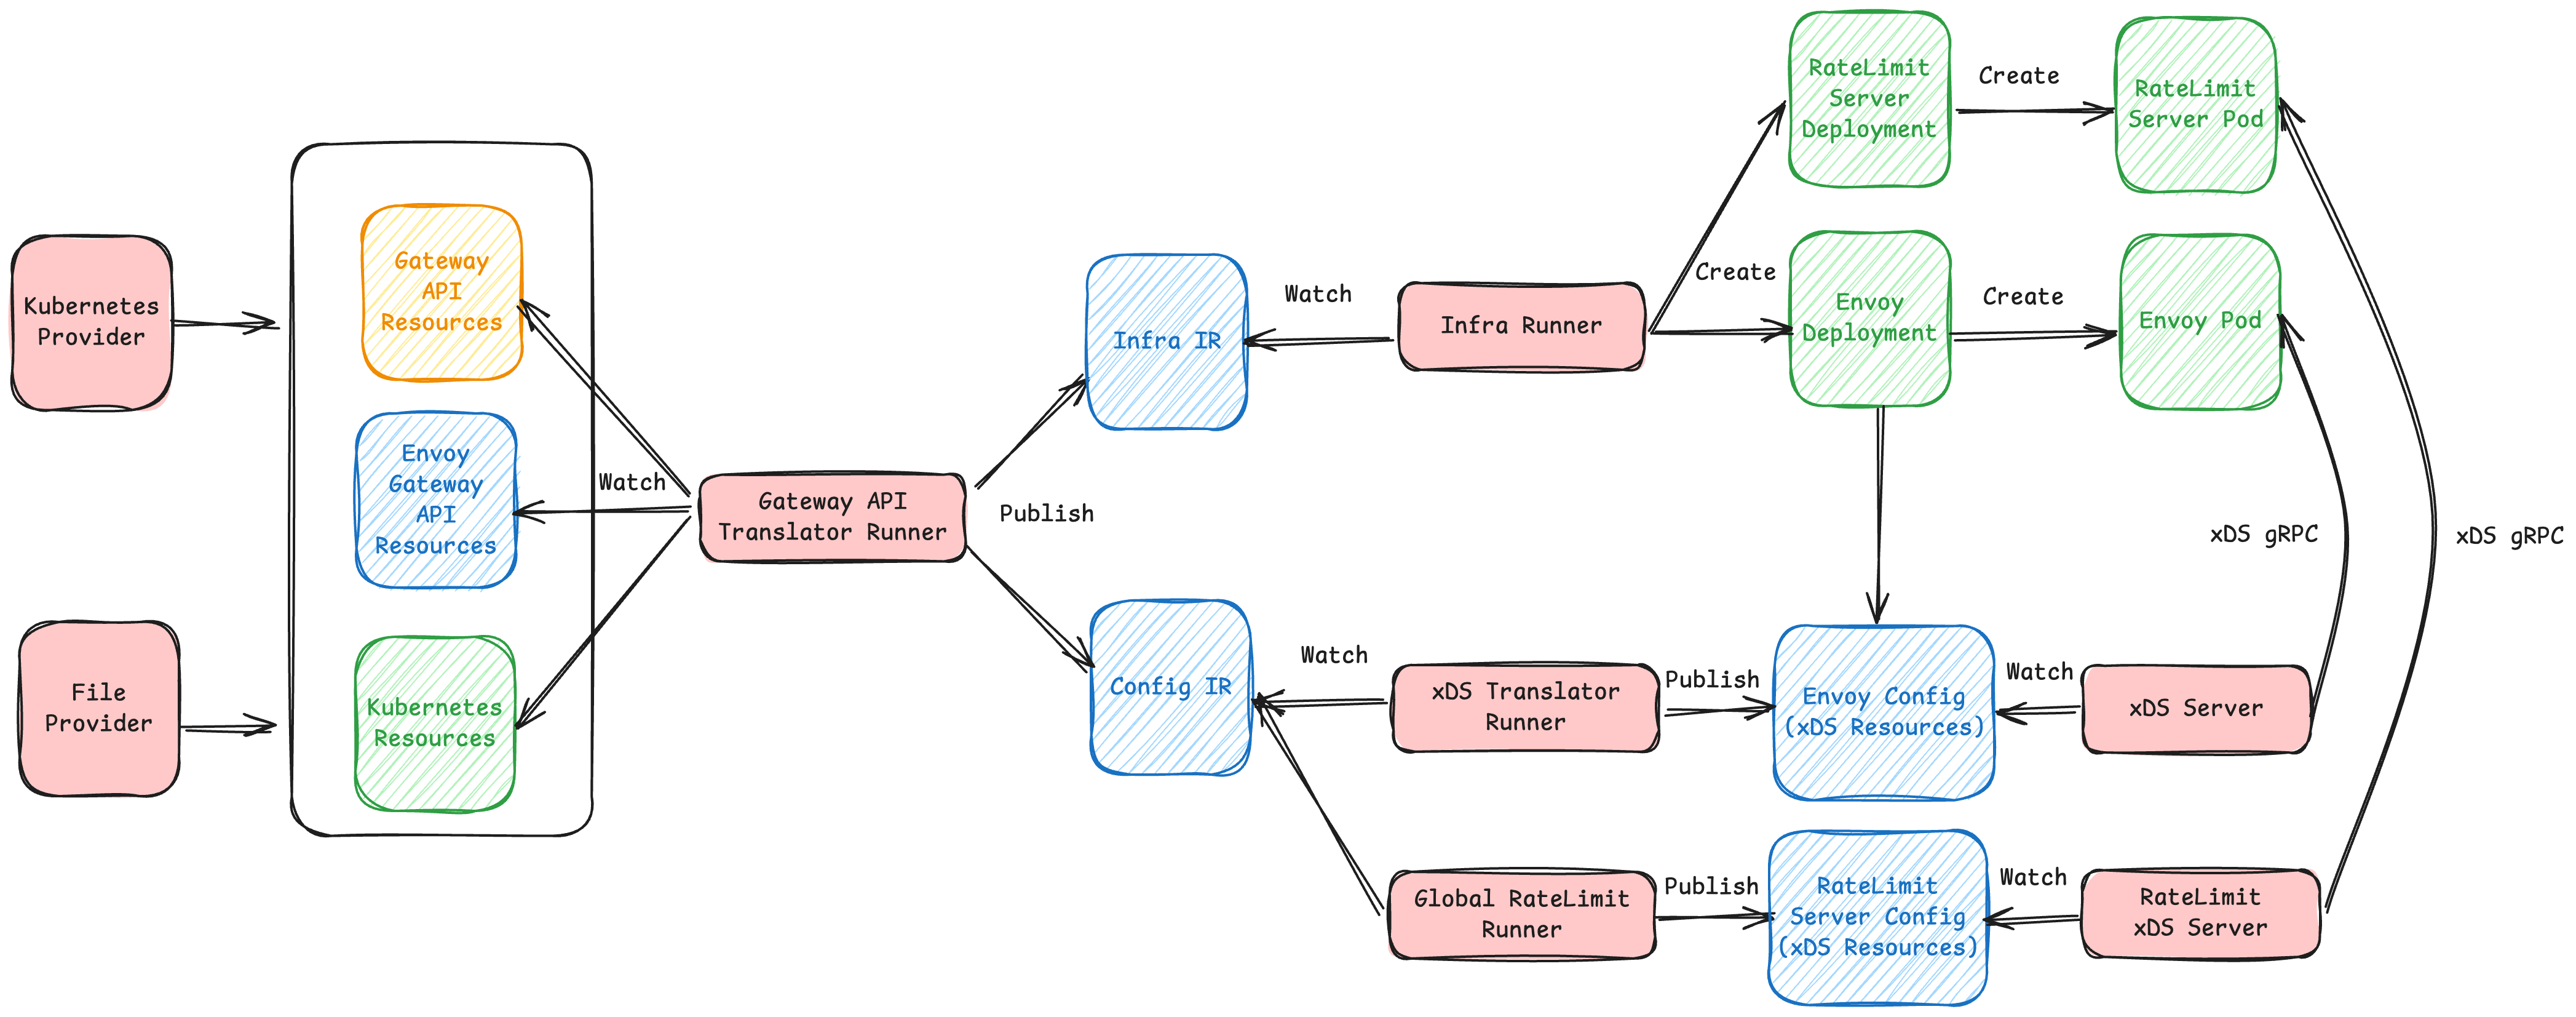 Kubernetes
Provider
File
Provider
Gateway
API
Resources
Envoy
Gateway
API
Resources
Kubernetes
Resources
Watch
Gateway API
Translator Runner
Publish
Infra IR
Config IR
Watch
Infra Runner
Create
RateLimit
Server
Deployment
Create
RateLimit
Server Pod
Envoy
Deployment
Create
Envoy Pod
Watch
xDS Translator
Runner
Publish
Envoy Config
(xDS Resources)
Watch
xDS Server
xDS gRPC
xDS gRPC
Global RateLimit
Runner
Publish
RateLimit
Server Config
(xDS Resources)
Watch
RateLimit
xDS Server